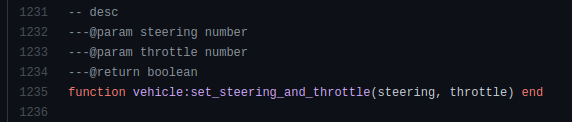 1231 -- desc
1232 ---@param steering number
1233 ---@param throttle number
1234 ---@return boolean
1235 function vehicle:set_steering_and_throttle(steering, throttle) end
1236